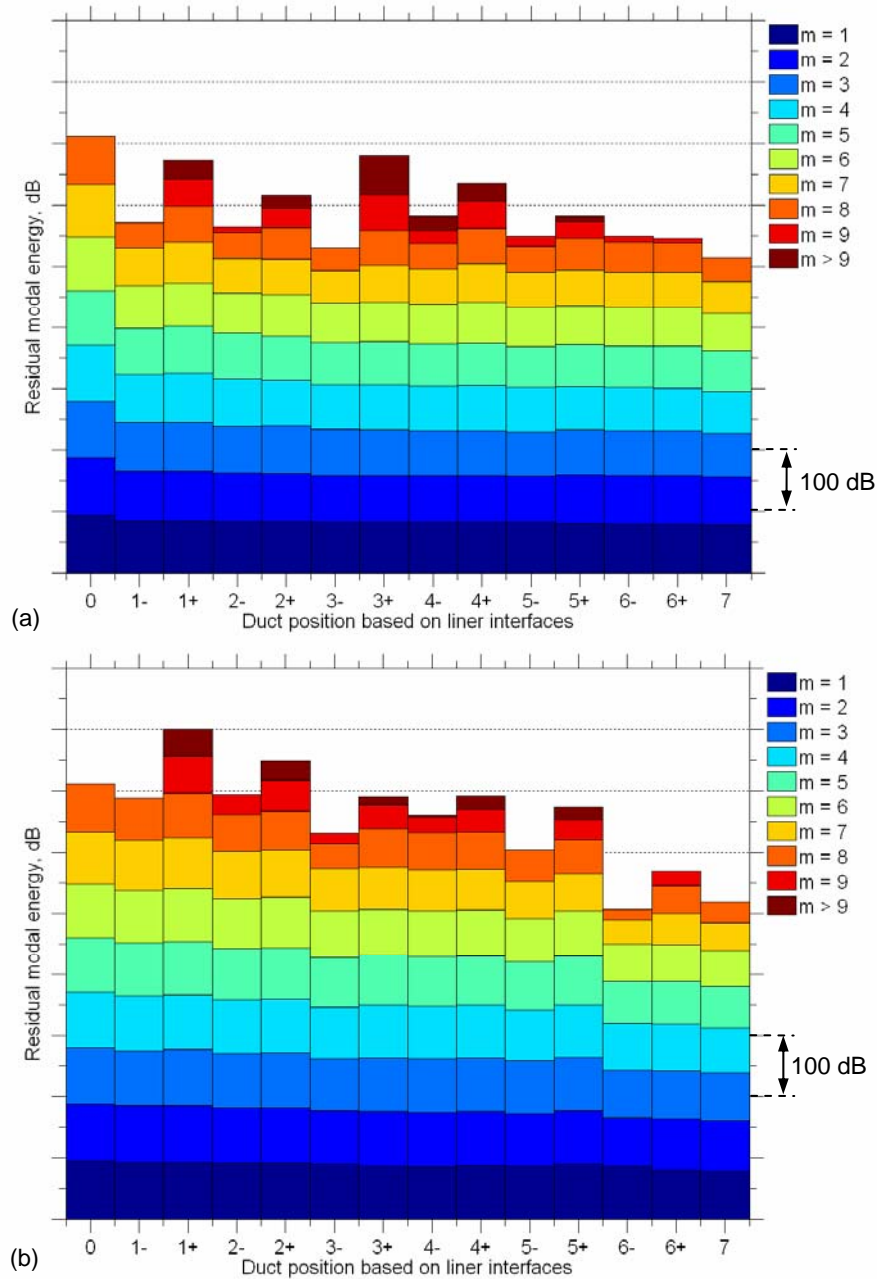 m = 1
m = 2
m = 3
m = 4
m = 5
m = 6
m = 7
m = 8
m = 9
m > 9
Residual modal energy, dB
100 dB
0 1- 1+ 2- 2+ 3- 3+ 4- 4+ 5- 5+ 6- 6+ 7
Duct position based on liner interfaces
(a)
m = 1
m = 2
m = 3
m = 4
m = 5
m = 6
m = 7
m = 8
m = 9
m > 9
Residual modal energy, dB
100 dB
0 1- 1+ 2- 2+ 3- 3+ 4- 4+ 5- 5+ 6- 6+ 7
Duct position based on liner interfaces
(b)